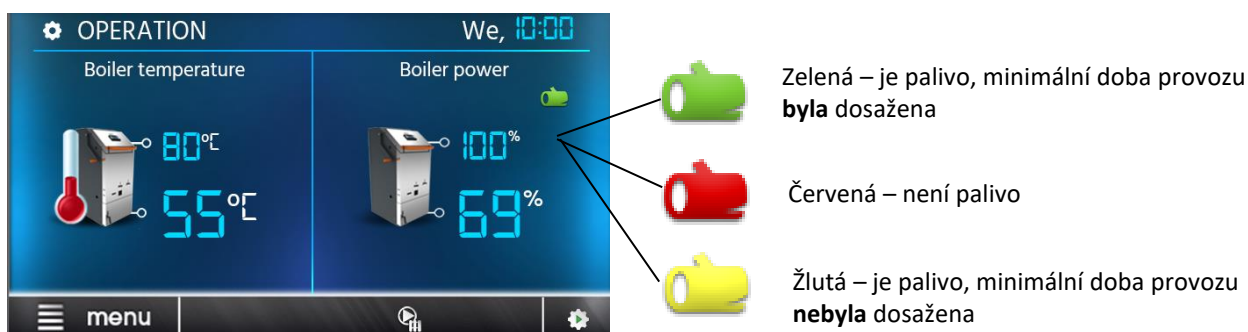 OPERATION
We, 10:00
Boiler temperature
Boiler power
80°C
55°C
100%
69%
menu
Zelená – je palivo, minimální doba provozu
byla dosažena
Červená – není palivo
Žlutá – je palivo, minimální doba provozu
nebyla dosažena